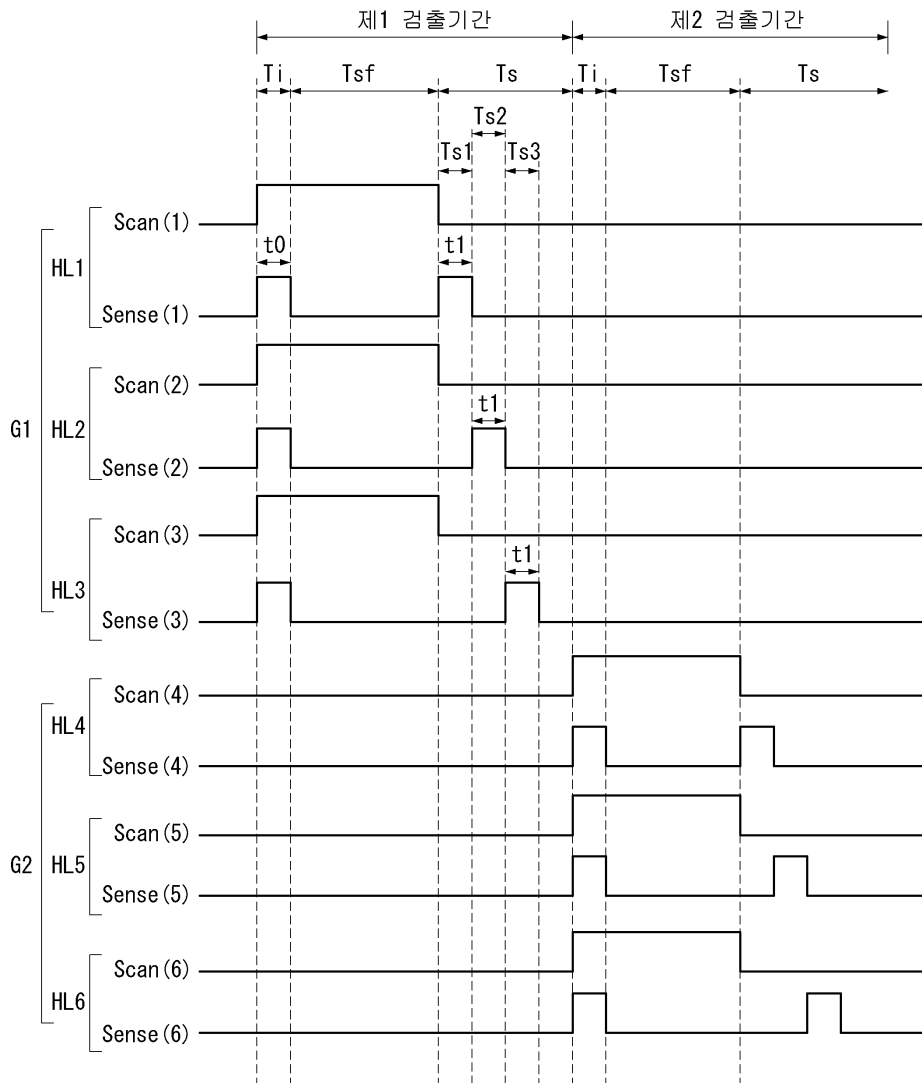 제1 검출기간 제2 검출기간
Ti Tsf Ts Ti Tsf Ts
Ts2
Ts1 Ts3
Scan(1)
t0 t1
HL1
Sense(1)
Scan(2)
t1
G1 HL2
Sense(2)
Scan(3)
t1
HL3
Sense(3)
Scan(4)
HL4
Sense(4)
Scan(5)
G2 HL5
Sense(5)
Scan(6)
HL6
Sense(6)